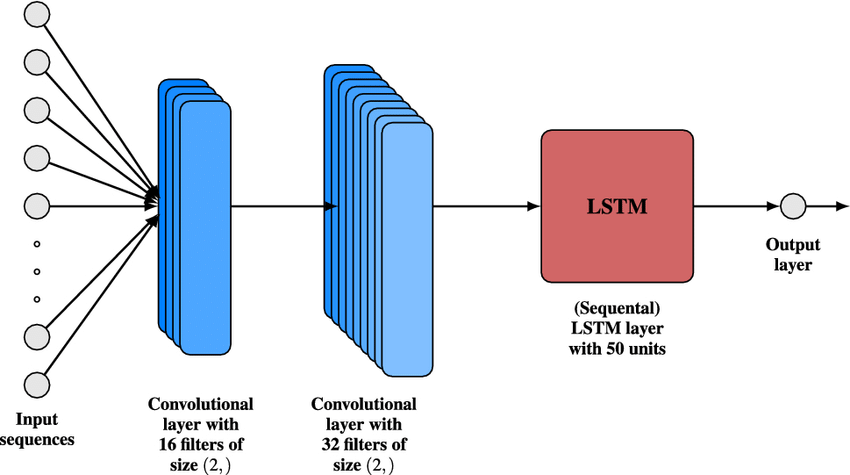 LSTM
Output
layer
(Sequental)
LSTM layer
with 50 units
Input
sequences
Convolutional
layer with
16 filters of
size (2,)
Convolutional
layer with
32 filters of
size (2,)